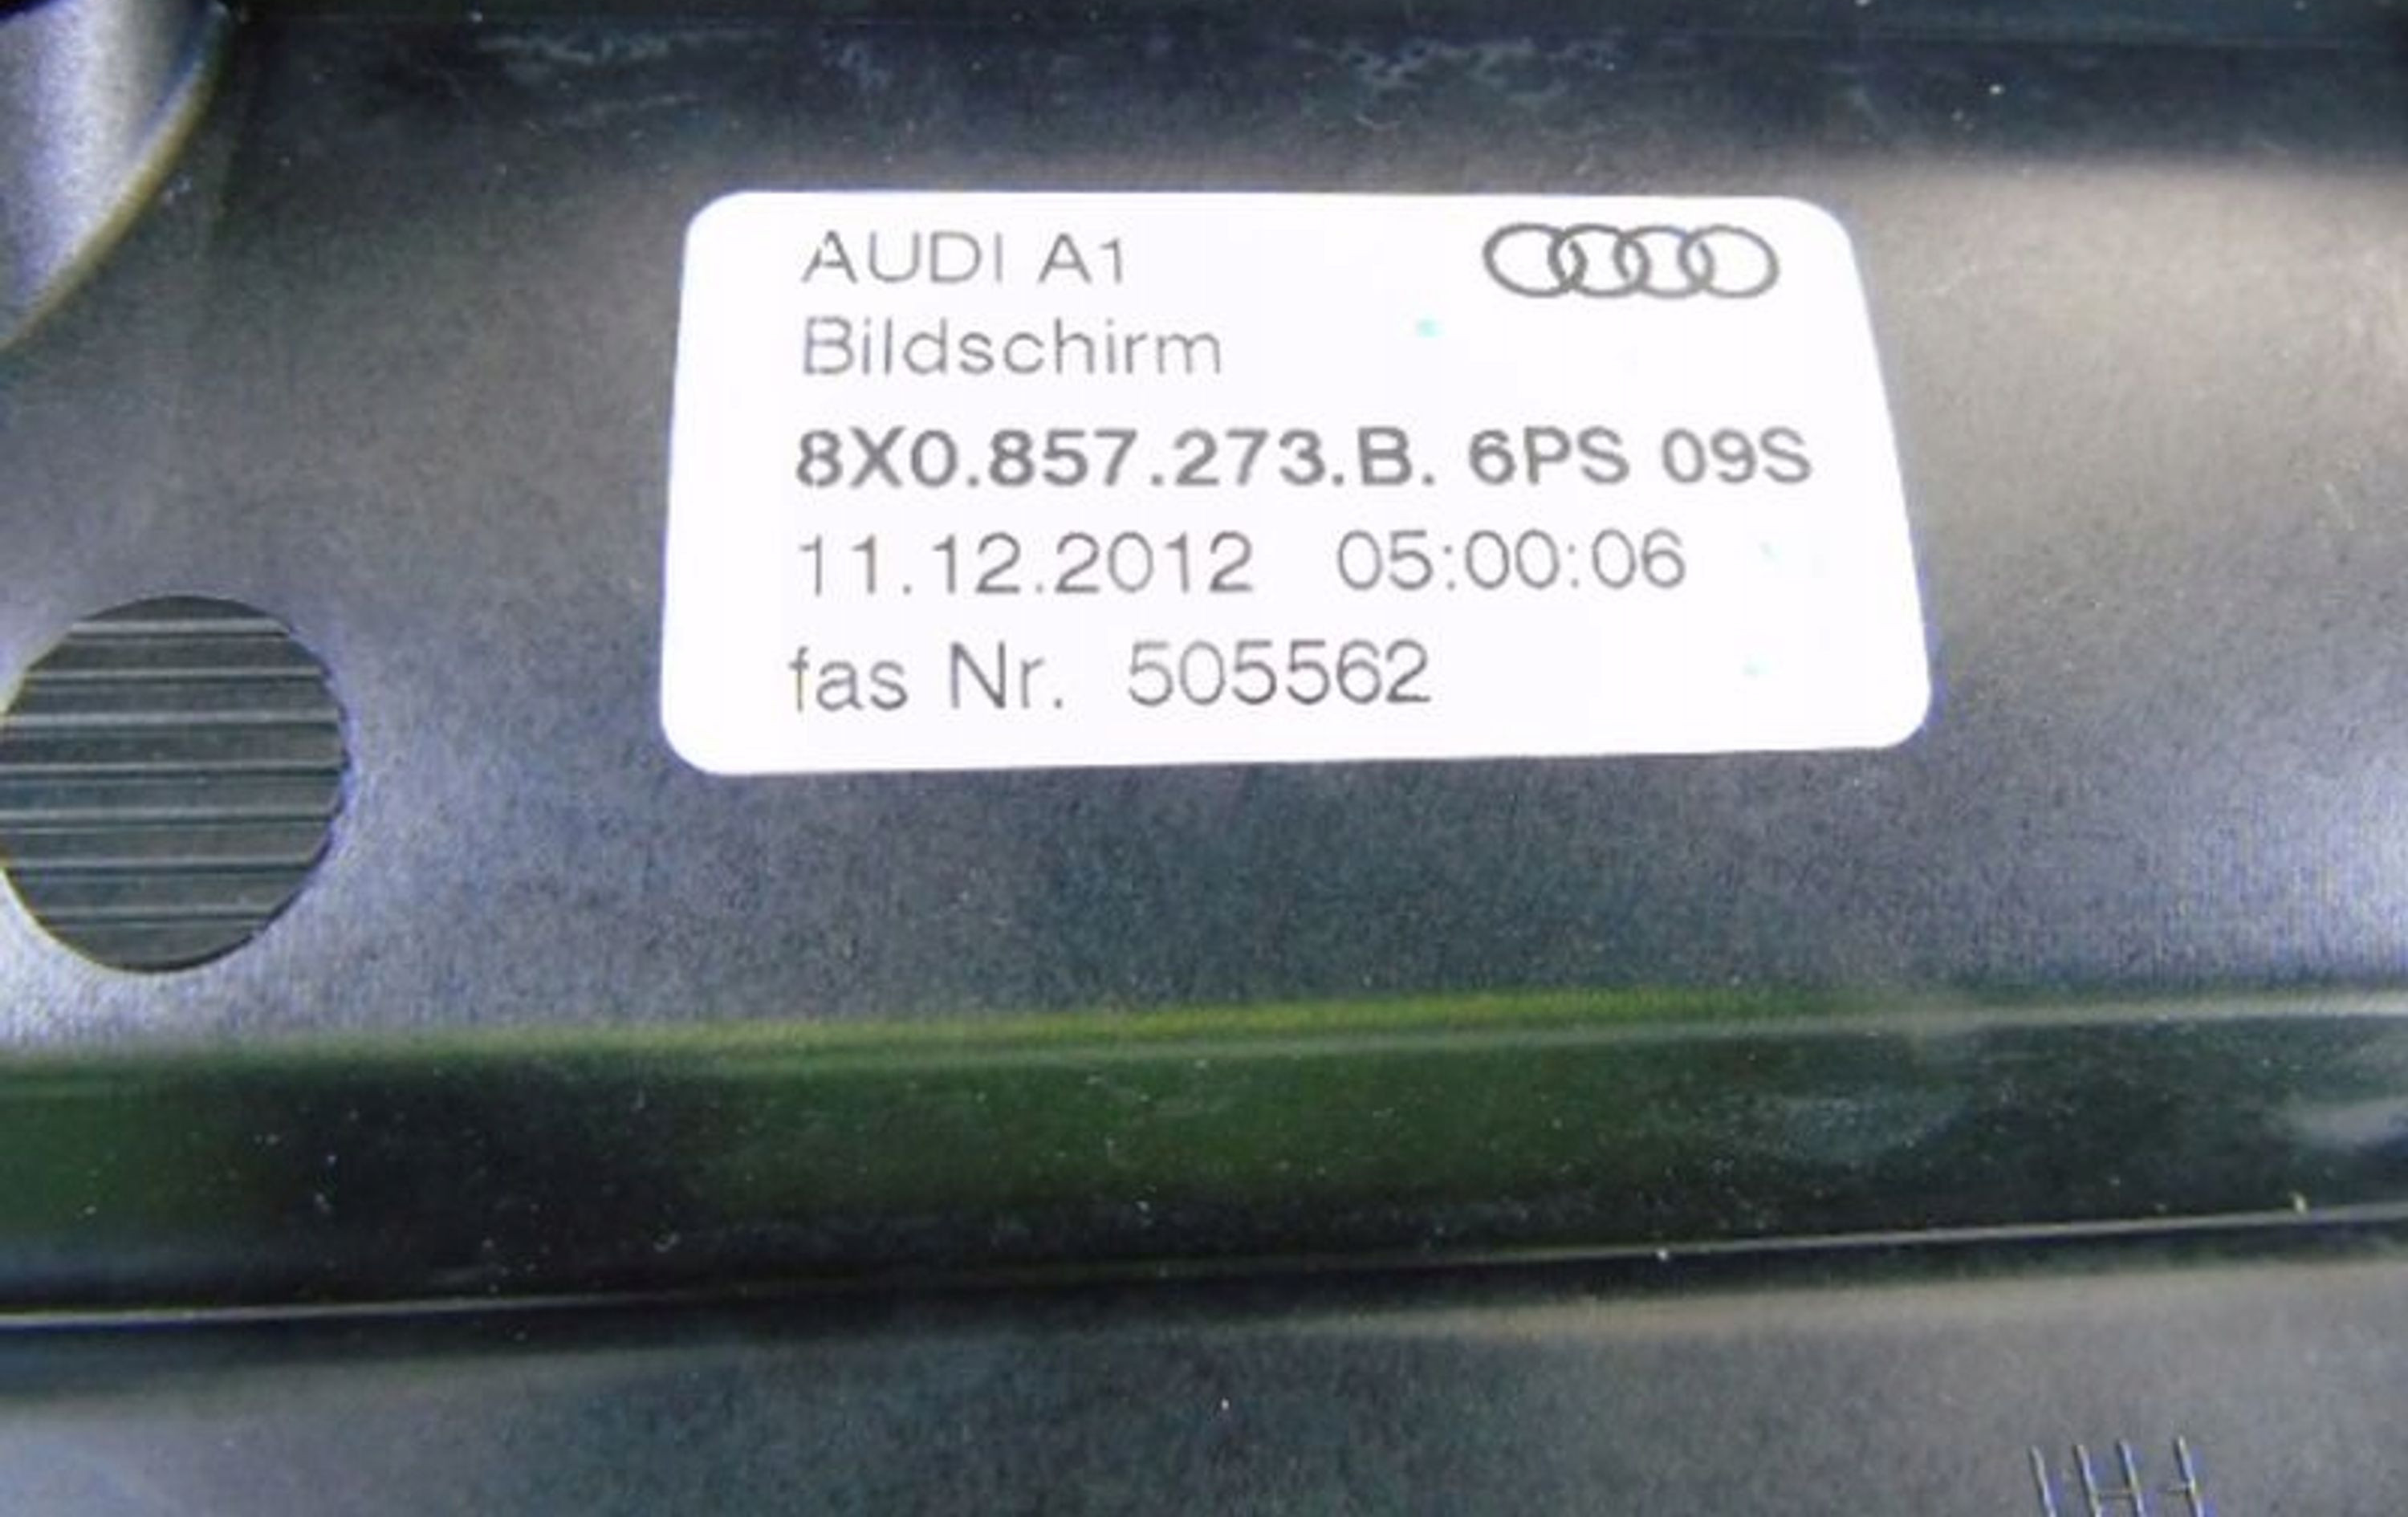 AUDI A1
Bildschirm
8X0.857.273.B. 6PS 09S
11.12.2012 05:00:06
fas Nr. 505562